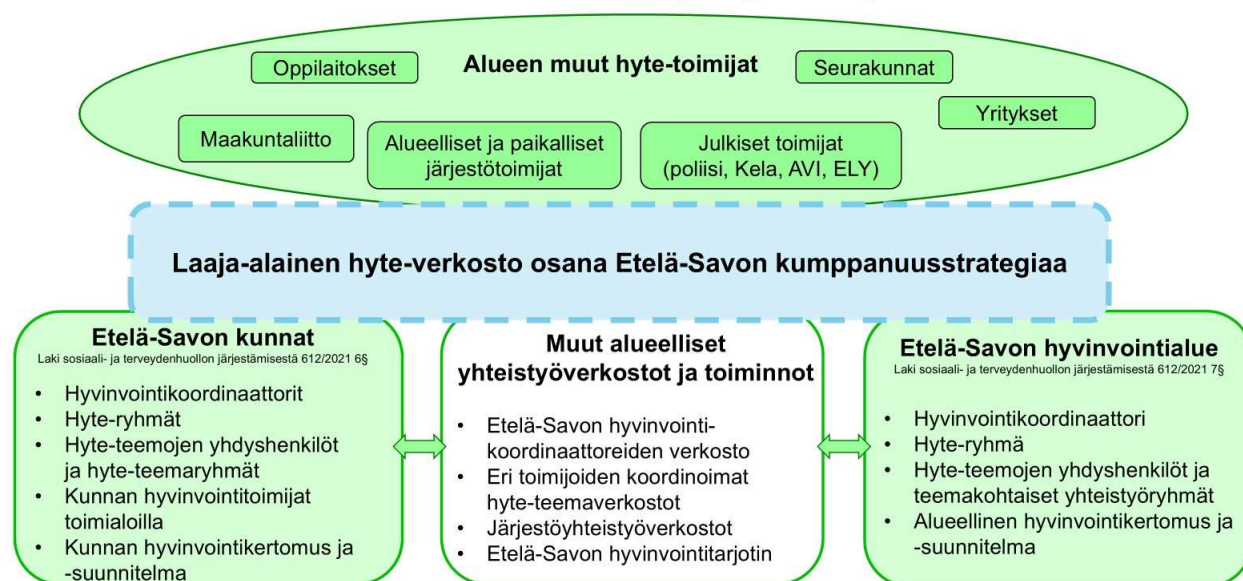 Oppilaitokset
Alueen muut hyte-toimijat
Seurakunnat
Yritykset
Maakuntaliitto
Alueelliset ja paikalliset
järjestötoimijat
Julkiset toimijat
(poliisi, Kela, AVI, ELY)
Laaja-alainen hyte-verkosto osana Etelä-Savon kumppanuusstrategiaa
Etelä-Savon kunnat
Laki sosiaali- ja terveydenhuollon järjestämisestä 612/2021 6§
• Hyvinvointikoordinaattorit
• Hyte-ryhmät
• Hyte-teemojen yhdyshenkilöt
ja hyte-teemaryhmät
• Kunnan hyvinvointitoimijat
toimialoilla
• Kunnan hyvinvointikertomus ja
-suunnitelma
Muut alueelliset
yhteistyöverkostot ja toiminnot
• Etelä-Savon hyvinvointi-
koordinaattoreiden verkosto
• Eri toimijoiden koordinoimat
hyte-teemaverkostot
• Järjestöyhteistyöverkostot
• Etelä-Savon hyvinvointitarjotin
Etelä-Savon hyvinvointialue
Laki sosiaali- ja terveydenhuollon järjestämisestä 612/2021 7§
• Hyvinvointikoordinaattori
• Hyte-ryhmä
• Hyte-teemojen yhdyshenkilöt ja
teemakohtaiset yhteistyöryhmät
• Alueellinen hyvinvointikertomus ja
-suunnitelma